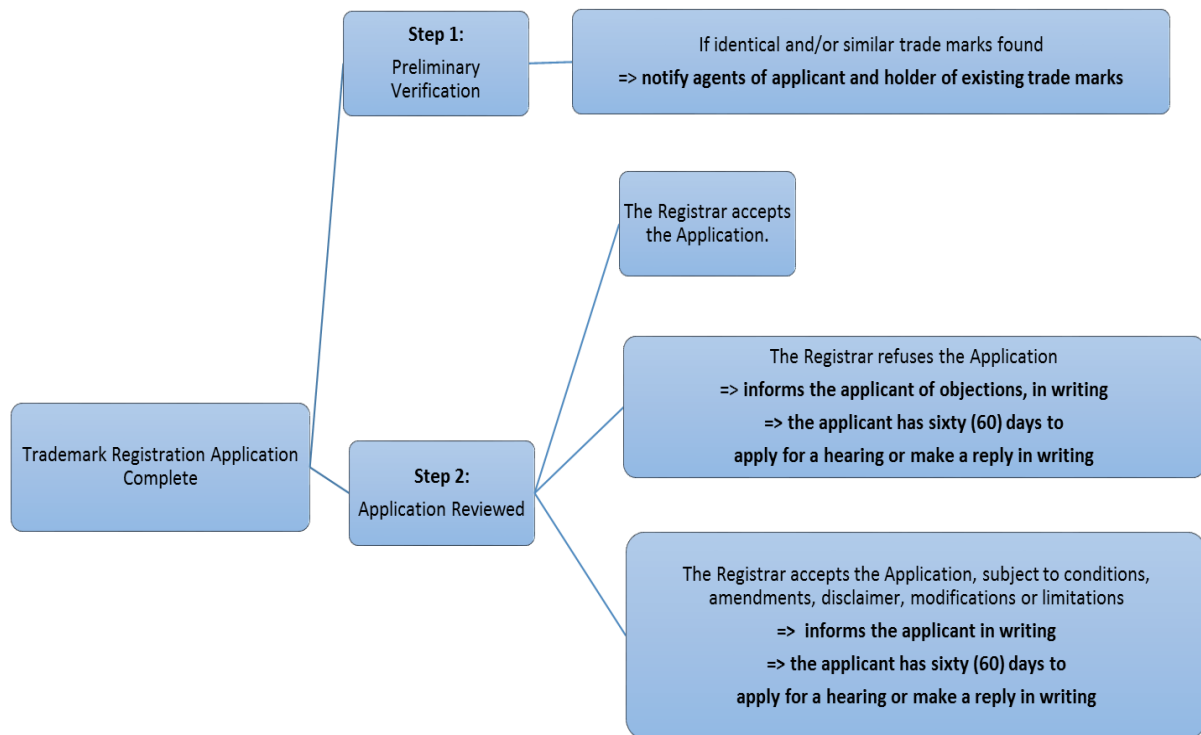 Step 1:
Preliminary
Verification
If identical and/or similar trade marks found
=> notify agents of applicant and holder of existing trade marks
The Registrar accepts
the Application.
Trademark Registration Application
Complete
Step 2:
Application Reviewed
The Registrar refuses the Application
=> informs the applicant of objections, in writing
=> the applicant has sixty (60) days to
apply for a hearing or make a reply in writing
The Registrar accepts the Application, subject to conditions,
amendments, disclaimer, modifications or limitations
=> informs the applicant in writing
=> the applicant has sixty (60) days to
apply for a hearing or make a reply in writing